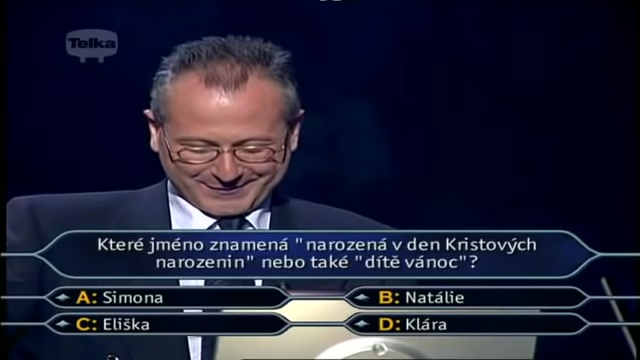 Telka
Které jméno znamená "narozená v den Kristových
narozenin" nebo také "dítě vánoc"?
A: Simona
B: Natálie
C: Eliška
D: Klára